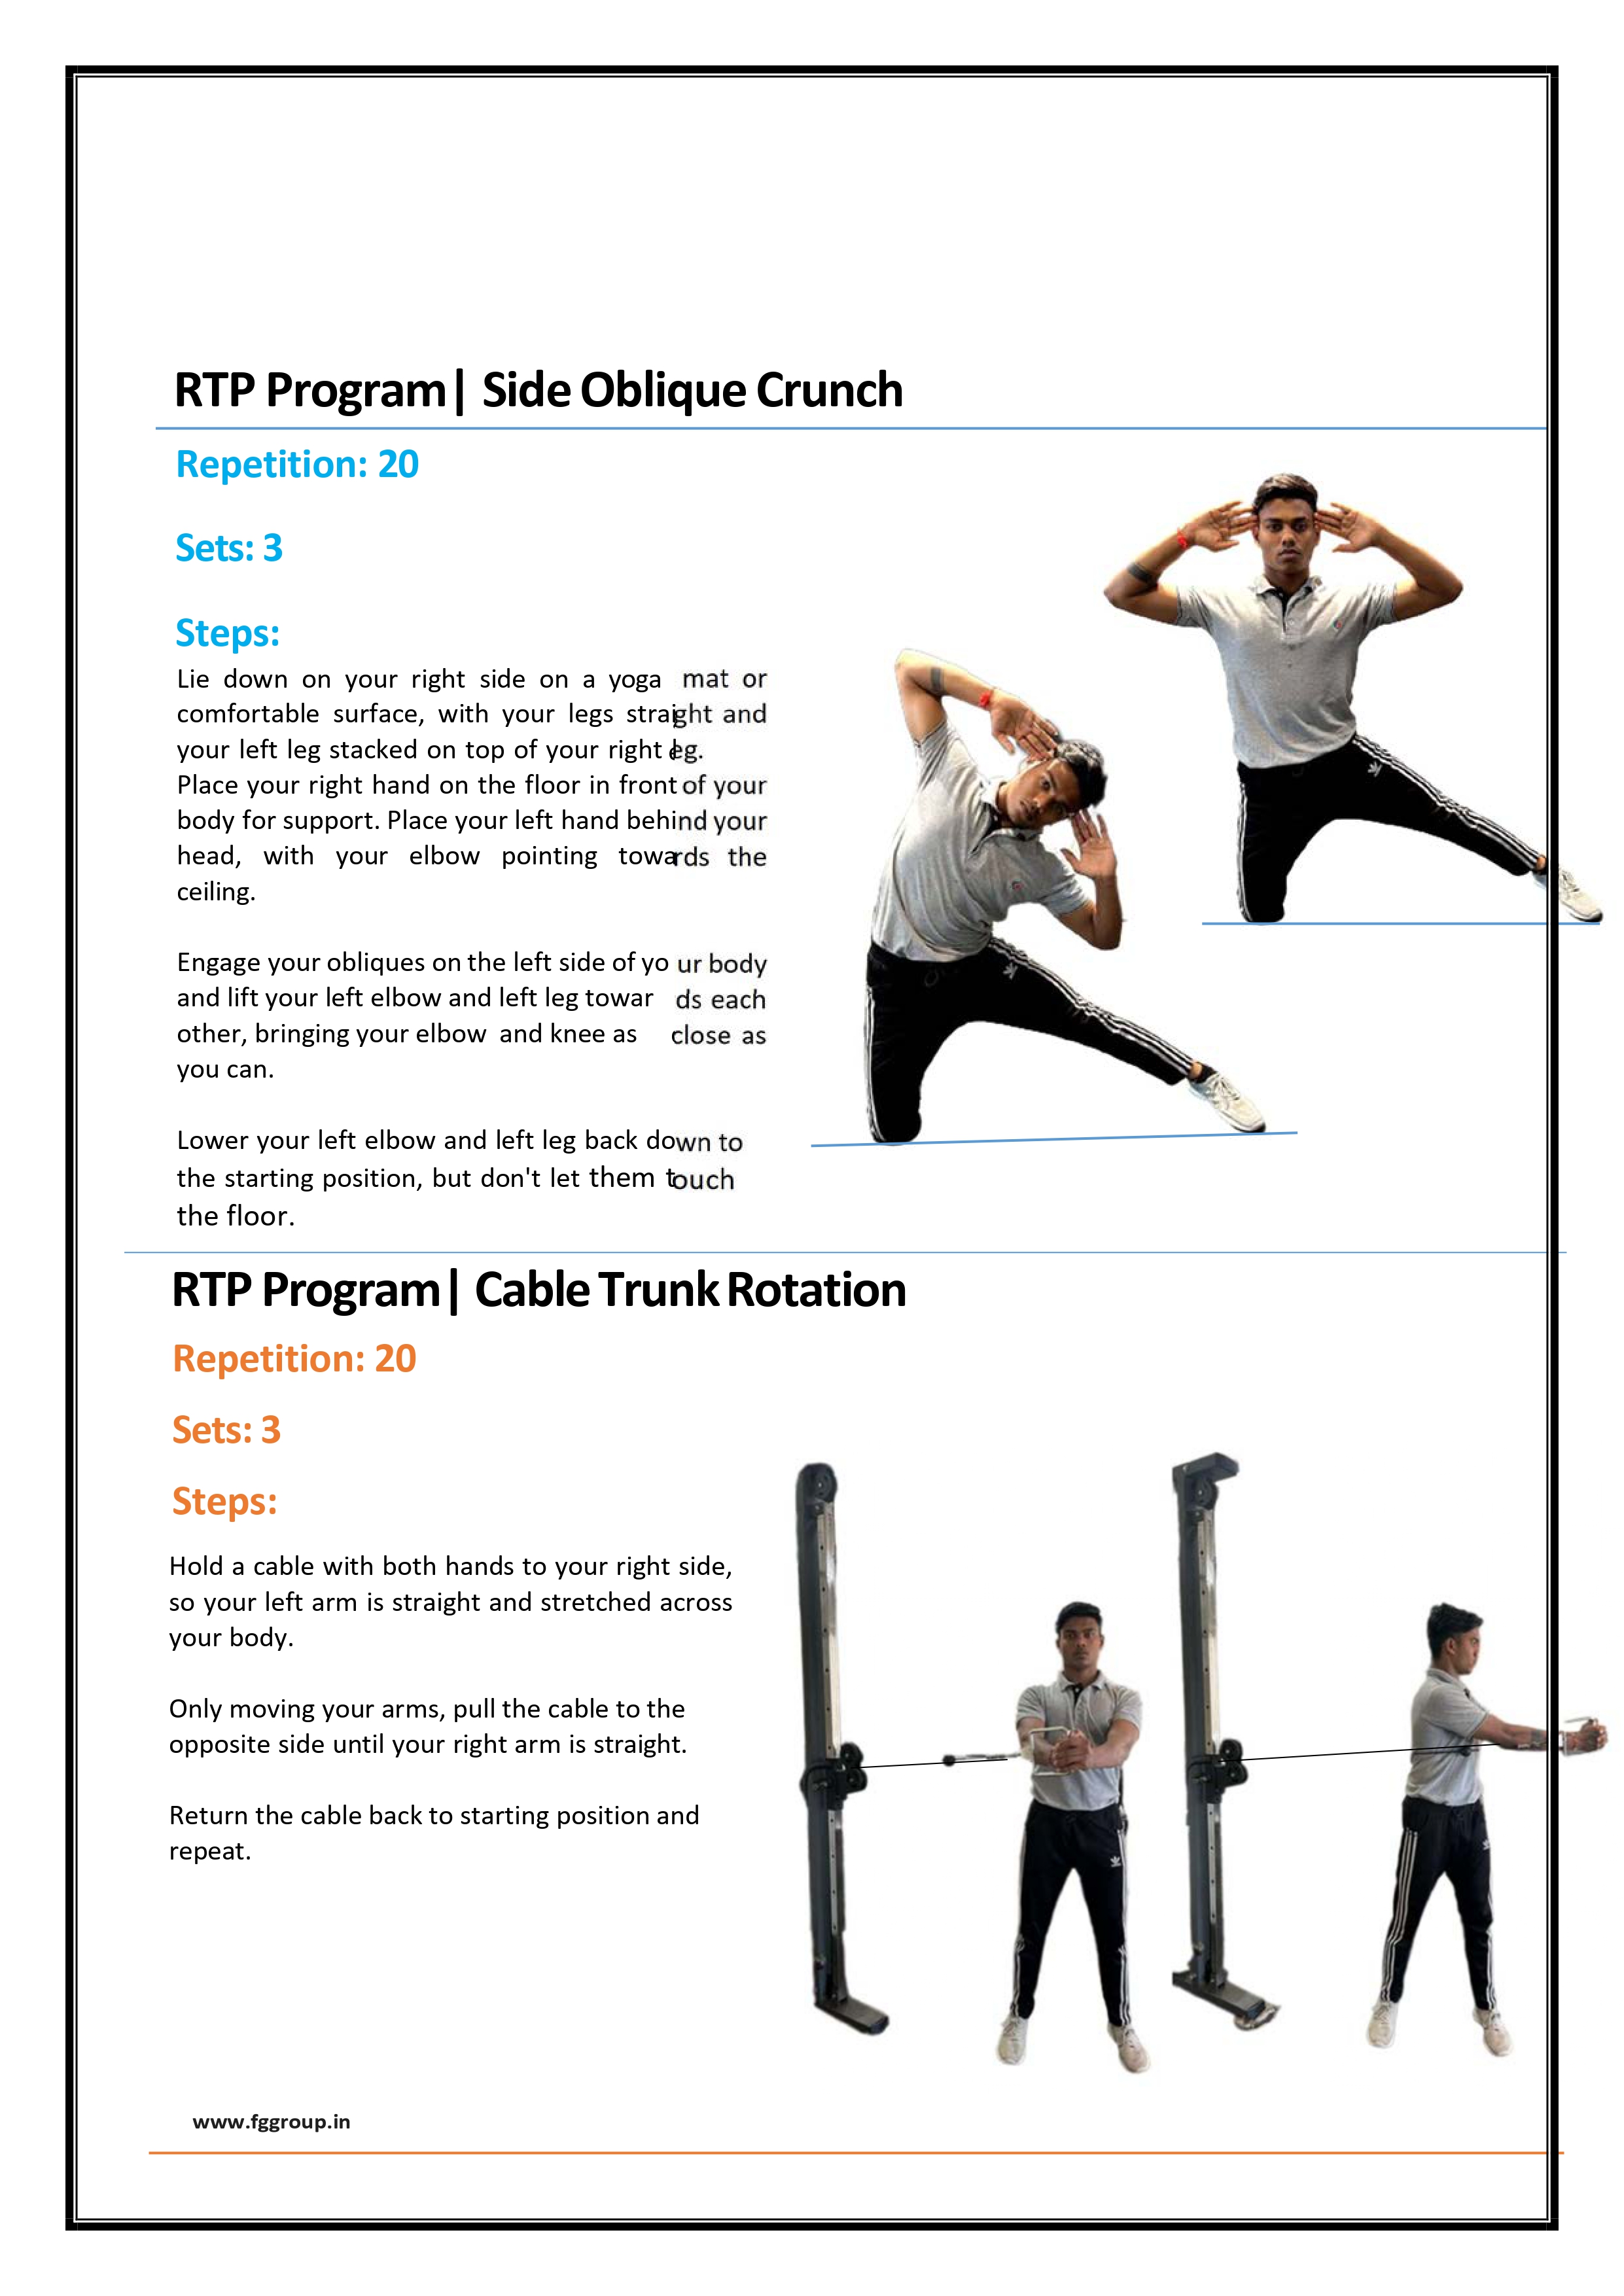 RTP Program| Side Oblique Crunch
Repetition: 20
Sets: 3
Steps:
Lie down on your right side on a yoga mat or
comfortable surface, with your legs straight and
your left leg stacked on top of your right leg.
Place your right hand on the floor in front of your
body for support. Place your left hand behind your
head, with your elbow pointing towards the
ceiling.
Engage your obliques on the left side of yo ur body
and lift your left elbow and left leg towar ds each
other, bringing your elbow and knee as close as
you can.
Lower your left elbow and left leg back down to
the starting position, but don't let them touch
the floor.
RTP Program| Cable Trunk Rotation
Repetition: 20
Sets: 3
Steps:
Hold a cable with both hands to your right side,
so your left arm is straight and stretched across
your body.
Only moving your arms, pull the cable to the
opposite side until your right arm is straight.
Return the cable back to starting position and
repeat.
www.fggroup.in